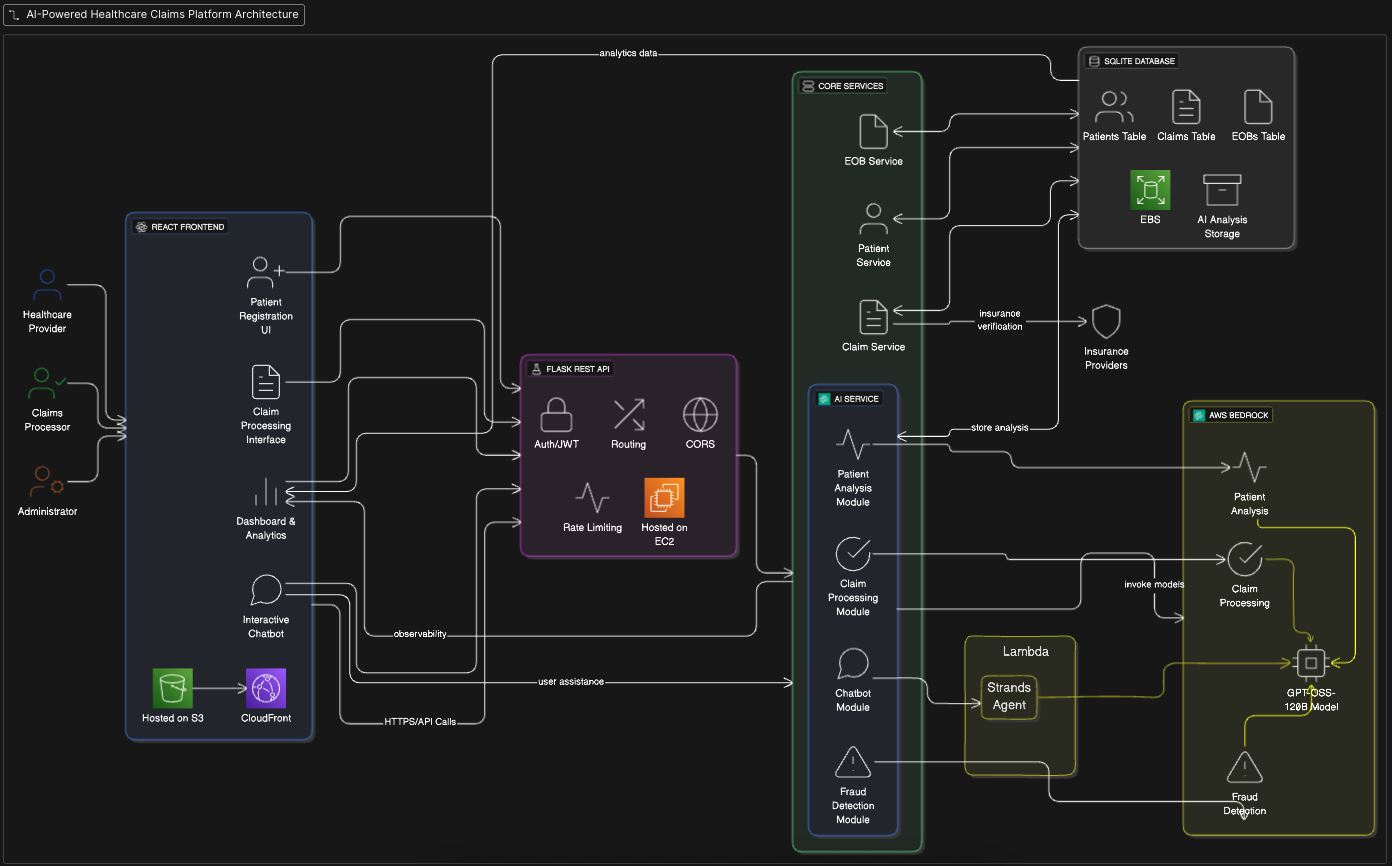 AI-Powered Healthcare Claims Platform Architecture
analytics data
SQLITE DATABASE
Patients Table
Claims Table
EOBs Table
EBS
AI Analysis
Storage
CORE SERVICES
EOB Service
Patient
Service
Claim Service
insurance
verification
Insurance
Providers
Healthcare
Provider
Claims
Processor
Administrator
REACT FRONTEND
Patient
Registration
UI
Claim
Processing
Interface
Dashboard &
Analytics
Interactive
Chatbot
Hosted on S3
CloudFront
FLASK REST API
Auth/JWT
Routing
CORS
Rate Limiting
Hosted on
EC2
observability
user assistance
HTTPS/API Calls
AI SERVICE
store analysis
Patient
Analysis
Module
Claim
Processing
Module
Chatbot
Module
Fraud
Detection
Module
invoke models
Lambda
Strands
Agent
AWS BEDROCK
Patient
Analysis
Claim
Processing
GPT-OSS-
120B Model
Fraud
Detection